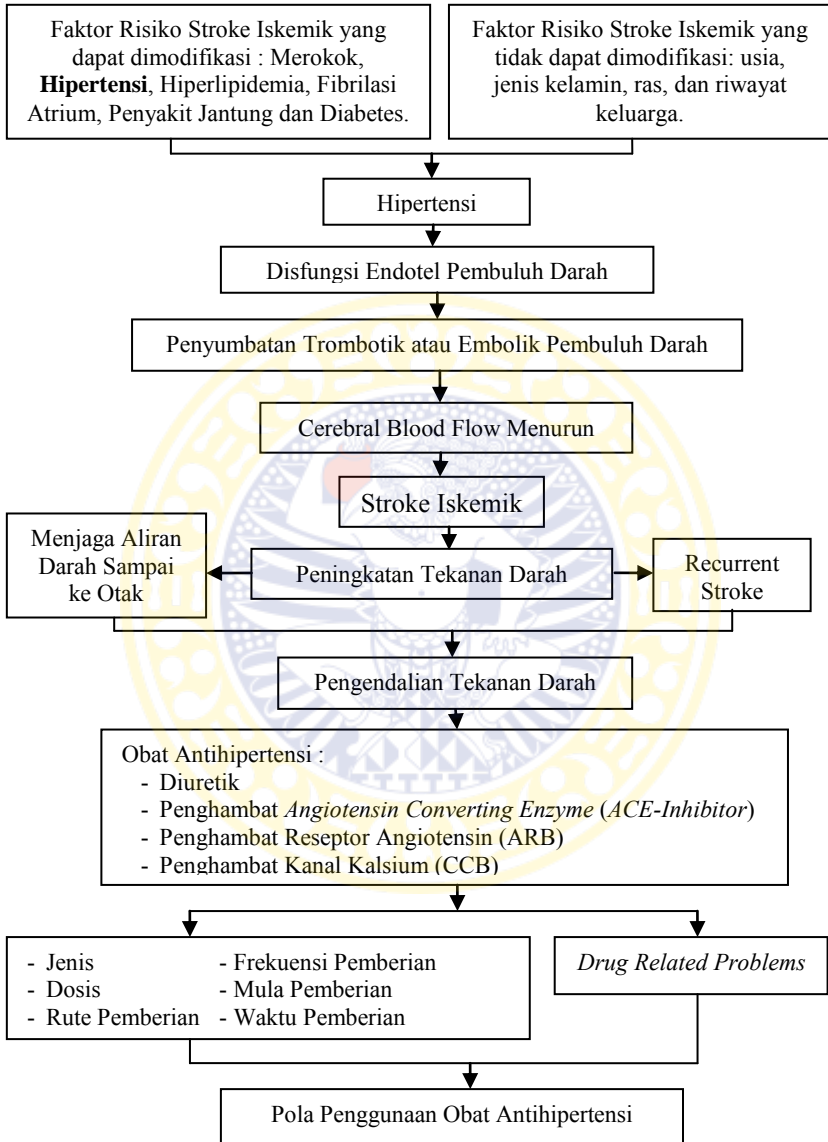 Faktor Risiko Stroke Iskemik yang
dapat dimodifikasi : Merokok,
Hipertensi, Hiperlipidemia, Fibrilasi
Atrium, Penyakit Jantung dan Diabetes.
Faktor Risiko Stroke Iskemik yang
tidak dapat dimodifikasi: usia,
jenis kelamin, ras, dan riwayat
keluarga.
Hipertensi
Disfungsi Endotel Pembuluh Darah
Penyumbatan Trombotik atau Embolik Pembuluh Darah
Cerebral Blood Flow Menurun
Stroke Iskemik
Menjaga Aliran
Darah Sampai
ke Otak
Peningkatan Tekanan Darah
Recurrent
Stroke
Pengendalian Tekanan Darah
Obat Antihipertensi :
- Diuretik
- Penghambat Angiotensin Converting Enzyme (ACE-Inhibitor)
- Penghambat Reseptor Angiotensin (ARB)
- Penghambat Kanal Kalsium (CCB)
- Jenis - Frekuensi Pemberian
- Dosis - Mula Pemberian
- Rute Pemberian - Waktu Pemberian
Drug Related Problems
Pola Penggunaan Obat Antihipertensi